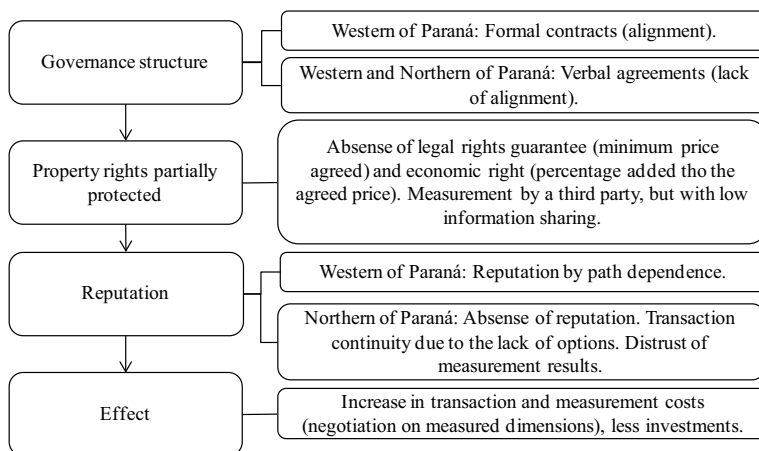 Governance structure
Western of Paraná: Formal contracts (alignment).
Western and Northern of Paraná: Verbal agreements (lack
of alignment).
Property rights partially
protected
Absense of legal rights guarantee (minimum price
agreed) and economic right (percentage added tho the
agreed price). Measurement by a third party, but with low
information sharing.
Reputation
Western of Paraná: Reputation by path dependence.
Northern of Paraná: Absense of reputation. Transaction
continuity due to the lack of options. Distrust of
measurement results.
Effect
Increase in transaction and measurement costs
(negotiation on measured dimensions), less investments.